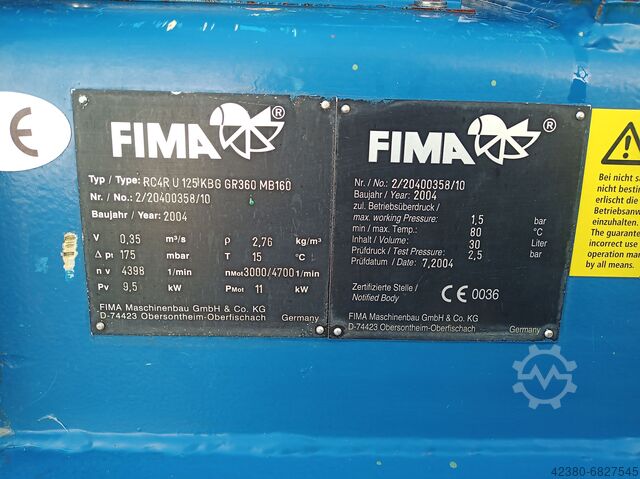 CE
FIMA ®
Typ / Type: RC4R U 125 KBG GR360 MB160
Nr. / No.: 2/20400358/10
Baujahr / Year: 2004
V 0,35 m³/s ρ 2,76 kg/m³
Δ pt 175 mbar T 15 °C
n v 4398 1/min nMot 3000/4700 1/min
Pv 9,5 kW PMot 11 kW
FIMA Maschinenbau GmbH & Co. KG
D-74423 Obersontheim-Oberfischach Germany
FIMA ®
Nr. / No.: 2/20400358/10
Baujahr / Year: 2004
zul. Betriebsüberdruck /
max. working Pressure: 1,5 bar
min / max. Temp.: 80 °C
Inhalt / Volume: 30 Liter
Prüfdruck / Test Pressure: 2,5 bar
Prüfdatum / Date: 7,2004
Zertifizierte Stelle /
Notified Body CE 0036
FIMA Maschinenbau GmbH & Co. KG
D-74423 Obersontheim-Oberfischach Germany
Bei nicht sa
nicht bestim
erlischt die
Betriebsanw
einzuhalten.
The guarante
incorrect use
operation ma
by all means.
42380-6827545